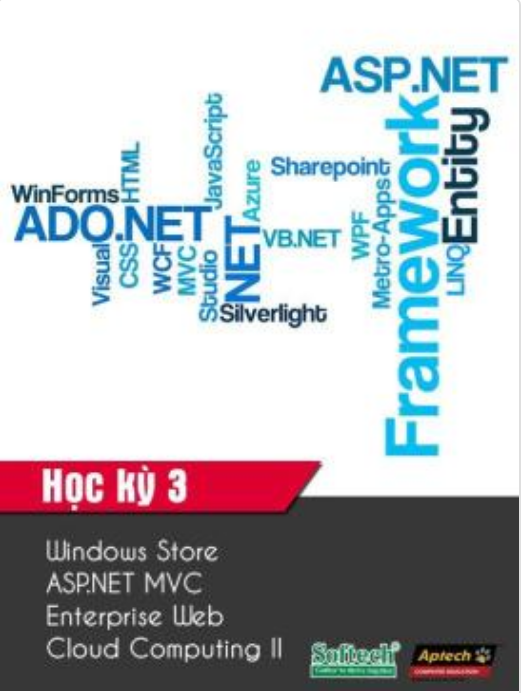 ASP.NET
Framework
Entity
JavaScript
HTML
Sharepoint
Azure
Metro-Apps
WinForms
ADO.NET
VB.NET
WPF
LINQ
Visual
CSS
WCF
MVC
Studio
NET
Silverlight
Học kỳ 3
Windows Store
ASP.NET MVC
Enterprise Web
Cloud Computing II
Softech
Aptech
COMPUTER EDUCATION